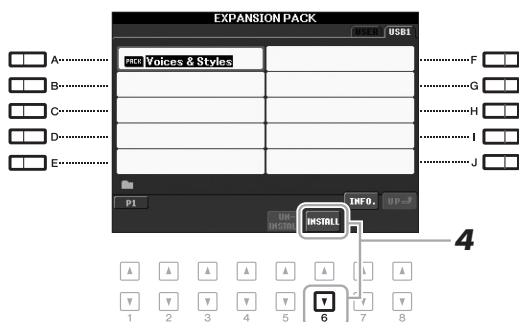 EXPANSION PACK
USER USB1
A PACK Voices & Styles F
B G
C H
D I
E J
P1 INFO. UP
UN-INSTALL INSTALL
4
1 2 3 4 5 6 7 8